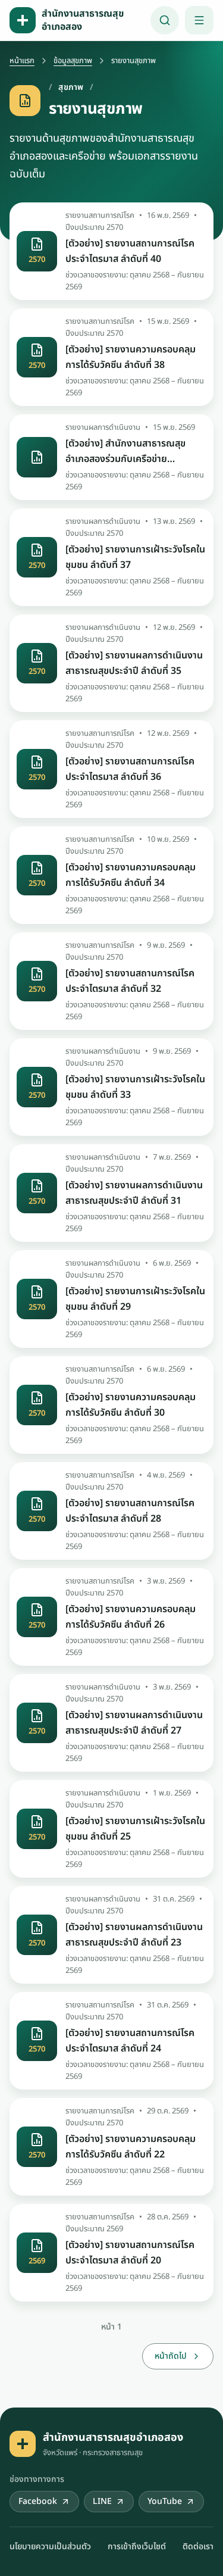 สำนักงานสาธารณสุข
อำเภอสอง
หน้าแรก > ข้อมูลสุขภาพ > รายงานสุขภาพ
/ สุขภาพ /
รายงานสุขภาพ
รายงานด้านสุขภาพของสาธารณสุข
อำเภอสองและเครือข่าย พร้อมเอกสารรายงาน
ฉบับเต็ม
รายงานสถานการณ์โรค • 16 พ.ย. 2569 •
ปีงบประมาณ 2570
2570
[ตัวอย่าง] รายงานสถานการณ์โรค
ประจำไตรมาส ลำดับที่ 40
ช่วงเวลาของรายงาน: ตุลาคม 2568 – กันยายน
2569
รายงานสถานการณ์โรค • 15 พ.ย. 2569 •
ปีงบประมาณ 2570
2570
[ตัวอย่าง] รายงานความครอบคลุม
การได้รับวัคซีน ลำดับที่ 38
ช่วงเวลาของรายงาน: ตุลาคม 2568 – กันยายน
2569
รายงานผลการดำเนินงาน • 15 พ.ย. 2569
[ตัวอย่าง] สำนักงานสาธารณสุข
อำเภอสองร่วมกับเครือข่าย...
ช่วงเวลาของรายงาน: ตุลาคม 2568 – กันยายน
2569
รายงานผลการดำเนินงาน • 13 พ.ย. 2569 •
ปีงบประมาณ 2570
2570
[ตัวอย่าง] รายงานการเฝ้าระวังโรคใน
ชุมชน ลำดับที่ 37
ช่วงเวลาของรายงาน: ตุลาคม 2568 – กันยายน
2569
รายงานผลการดำเนินงาน • 12 พ.ย. 2569 •
ปีงบประมาณ 2570
2570
[ตัวอย่าง] รายงานผลการดำเนินงาน
สาธารณสุขประจำปี ลำดับที่ 35
ช่วงเวลาของรายงาน: ตุลาคม 2568 – กันยายน
2569
รายงานสถานการณ์โรค • 12 พ.ย. 2569 •
ปีงบประมาณ 2570
2570
[ตัวอย่าง] รายงานสถานการณ์โรค
ประจำไตรมาส ลำดับที่ 36
ช่วงเวลาของรายงาน: ตุลาคม 2568 – กันยายน
2569
รายงานสถานการณ์โรค • 10 พ.ย. 2569 •
ปีงบประมาณ 2570
2570
[ตัวอย่าง] รายงานความครอบคลุม
การได้รับวัคซีน ลำดับที่ 34
ช่วงเวลาของรายงาน: ตุลาคม 2568 – กันยายน
2569
รายงานสถานการณ์โรค • 9 พ.ย. 2569 •
ปีงบประมาณ 2570
2570
[ตัวอย่าง] รายงานสถานการณ์โรค
ประจำไตรมาส ลำดับที่ 32
ช่วงเวลาของรายงาน: ตุลาคม 2568 – กันยายน
2569
รายงานผลการดำเนินงาน • 9 พ.ย. 2569 •
ปีงบประมาณ 2570
2570
[ตัวอย่าง] รายงานการเฝ้าระวังโรคใน
ชุมชน ลำดับที่ 33
ช่วงเวลาของรายงาน: ตุลาคม 2568 – กันยายน
2569
รายงานผลการดำเนินงาน • 7 พ.ย. 2569 •
ปีงบประมาณ 2570
2570
[ตัวอย่าง] รายงานผลการดำเนินงาน
สาธารณสุขประจำปี ลำดับที่ 31
ช่วงเวลาของรายงาน: ตุลาคม 2568 – กันยายน
2569
รายงานผลการดำเนินงาน • 6 พ.ย. 2569 •
ปีงบประมาณ 2570
2570
[ตัวอย่าง] รายงานการเฝ้าระวังโรคใน
ชุมชน ลำดับที่ 29
ช่วงเวลาของรายงาน: ตุลาคม 2568 – กันยายน
2569
รายงานสถานการณ์โรค • 6 พ.ย. 2569 •
ปีงบประมาณ 2570
2570
[ตัวอย่าง] รายงานความครอบคลุม
การได้รับวัคซีน ลำดับที่ 30
ช่วงเวลาของรายงาน: ตุลาคม 2568 – กันยายน
2569
รายงานสถานการณ์โรค • 4 พ.ย. 2569 •
ปีงบประมาณ 2570
2570
[ตัวอย่าง] รายงานสถานการณ์โรค
ประจำไตรมาส ลำดับที่ 28
ช่วงเวลาของรายงาน: ตุลาคม 2568 – กันยายน
2569
รายงานสถานการณ์โรค • 3 พ.ย. 2569 •
ปีงบประมาณ 2570
2570
[ตัวอย่าง] รายงานความครอบคลุม
การได้รับวัคซีน ลำดับที่ 26
ช่วงเวลาของรายงาน: ตุลาคม 2568 – กันยายน
2569
รายงานผลการดำเนินงาน • 3 พ.ย. 2569 •
ปีงบประมาณ 2570
2570
[ตัวอย่าง] รายงานผลการดำเนินงาน
สาธารณสุขประจำปี ลำดับที่ 27
ช่วงเวลาของรายงาน: ตุลาคม 2568 – กันยายน
2569
รายงานผลการดำเนินงาน • 1 พ.ย. 2569 •
ปีงบประมาณ 2570
2570
[ตัวอย่าง] รายงานการเฝ้าระวังโรคใน
ชุมชน ลำดับที่ 25
ช่วงเวลาของรายงาน: ตุลาคม 2568 – กันยายน
2569
รายงานผลการดำเนินงาน • 31 ต.ค. 2569 •
ปีงบประมาณ 2570
2570
[ตัวอย่าง] รายงานผลการดำเนินงาน
สาธารณสุขประจำปี ลำดับที่ 23
ช่วงเวลาของรายงาน: ตุลาคม 2568 – กันยายน
2569
รายงานสถานการณ์โรค • 31 ต.ค. 2569 •
ปีงบประมาณ 2570
2570
[ตัวอย่าง] รายงานสถานการณ์โรค
ประจำไตรมาส ลำดับที่ 24
ช่วงเวลาของรายงาน: ตุลาคม 2568 – กันยายน
2569
รายงานสถานการณ์โรค • 29 ต.ค. 2569 •
ปีงบประมาณ 2570
2570
[ตัวอย่าง] รายงานความครอบคลุม
การได้รับวัคซีน ลำดับที่ 22
ช่วงเวลาของรายงาน: ตุลาคม 2568 – กันยายน
2569
รายงานสถานการณ์โรค • 28 ต.ค. 2569 •
ปีงบประมาณ 2569
2569
[ตัวอย่าง] รายงานสถานการณ์โรค
ประจำไตรมาส ลำดับที่ 20
ช่วงเวลาของรายงาน: ตุลาคม 2568 – กันยายน
2569
หน้า 1
หน้าถัดไป
สำนักงานสาธารณสุขอำเภอสอง
จังหวัดแพร่ · กระทรวงสาธารณสุข
ช่องทางทางการ
Facebook LINE YouTube
นโยบายความเป็นส่วนตัว การเข้าถึงเว็บไซต์ ติดต่อเรา